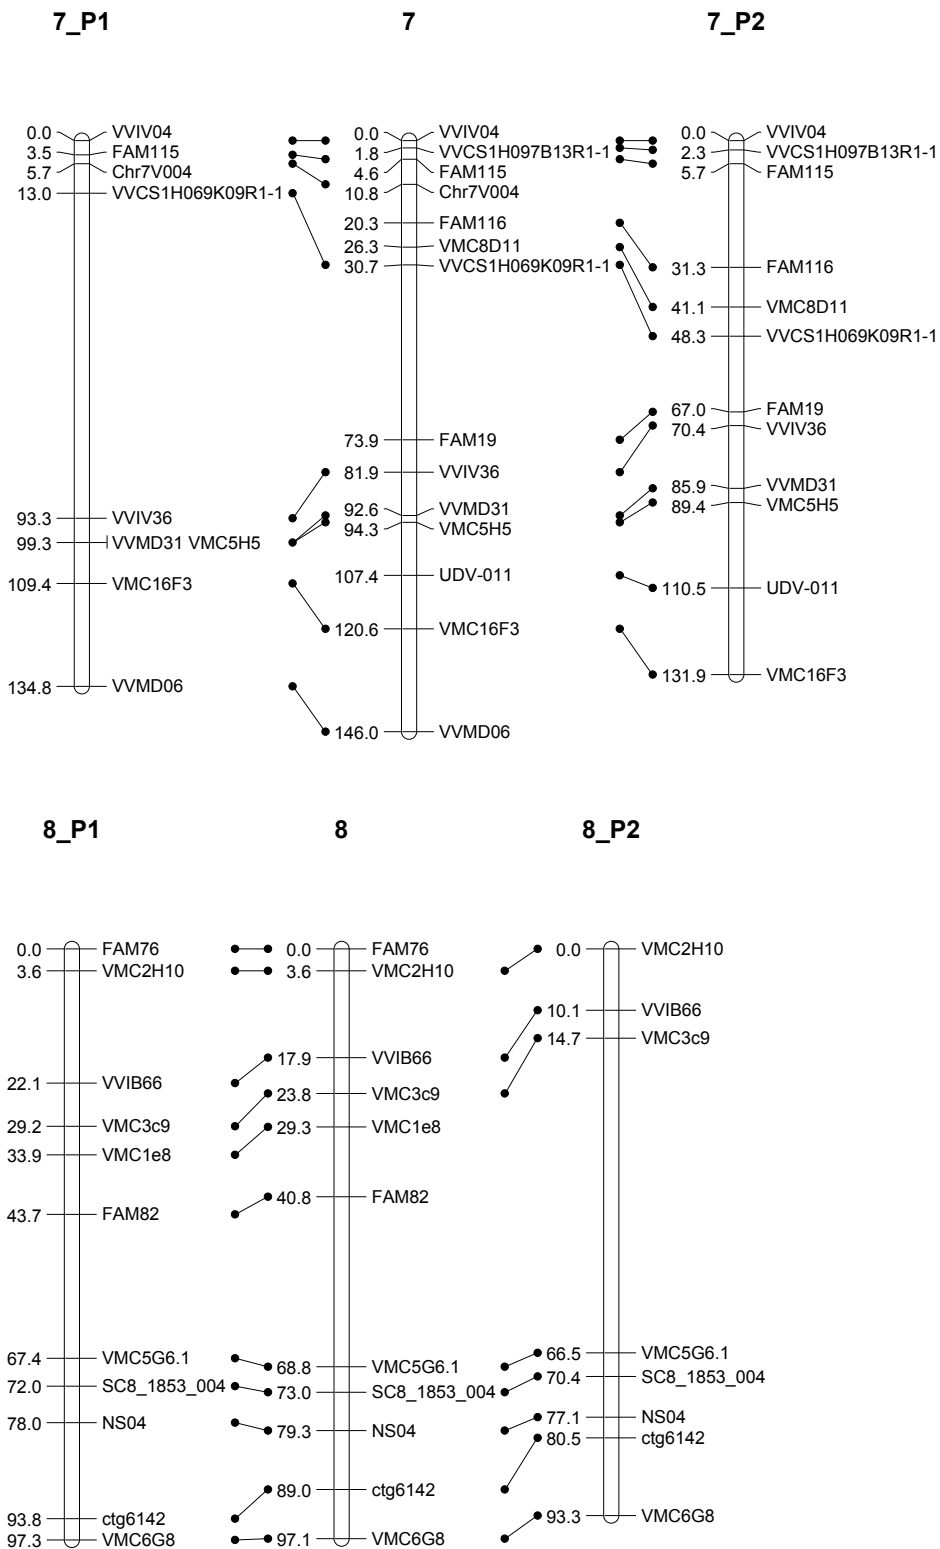 7_P1
0.0 VVIV04
3.5 FAM115
5.7 Chr7V004
13.0 VVCS1H069K09R1-1
93.3 VVIV36
99.3 VVMD31 VMC5H5
109.4 VMC16F3
134.8 VVMD06
7
0.0 VVIV04
1.8 VVCS1H097B13R1-1
4.6 FAM115
10.8 Chr7V004
20.3 FAM116
26.3 VMC8D11
30.7 VVCS1H069K09R1-1
73.9 FAM19
81.9 VVIV36
92.6 VVMD31
94.3 VMC5H5
107.4 UDV-011
120.6 VMC16F3
146.0 VVMD06
7_P2
0.0 VVIV04
2.3 VVCS1H097B13R1-1
5.7 FAM115
31.3 FAM116
41.1 VMC8D11
48.3 VVCS1H069K09R1-1
67.0 FAM19
70.4 VVIV36
85.9 VVMD31
89.4 VMC5H5
110.5 UDV-011
131.9 VMC16F3
8_P1
0.0 FAM76
3.6 VMC2H10
22.1 VVIB66
29.2 VMC3c9
33.9 VMC1e8
43.7 FAM82
67.4 VMC5G6.1
72.0 SC8_1853_004
78.0 NS04
93.8 ctg6142
97.3 VMC6G8
8
0.0 FAM76
3.6 VMC2H10
17.9 VVIB66
23.8 VMC3c9
29.3 VMC1e8
40.8 FAM82
68.8 VMC5G6.1
73.0 SC8_1853_004
79.3 NS04
89.0 ctg6142
97.1 VMC6G8
8_P2
0.0 VMC2H10
10.1 VVIB66
14.7 VMC3c9
66.5 VMC5G6.1
70.4 SC8_1853_004
77.1 NS04
80.5 ctg6142
93.3 VMC6G8